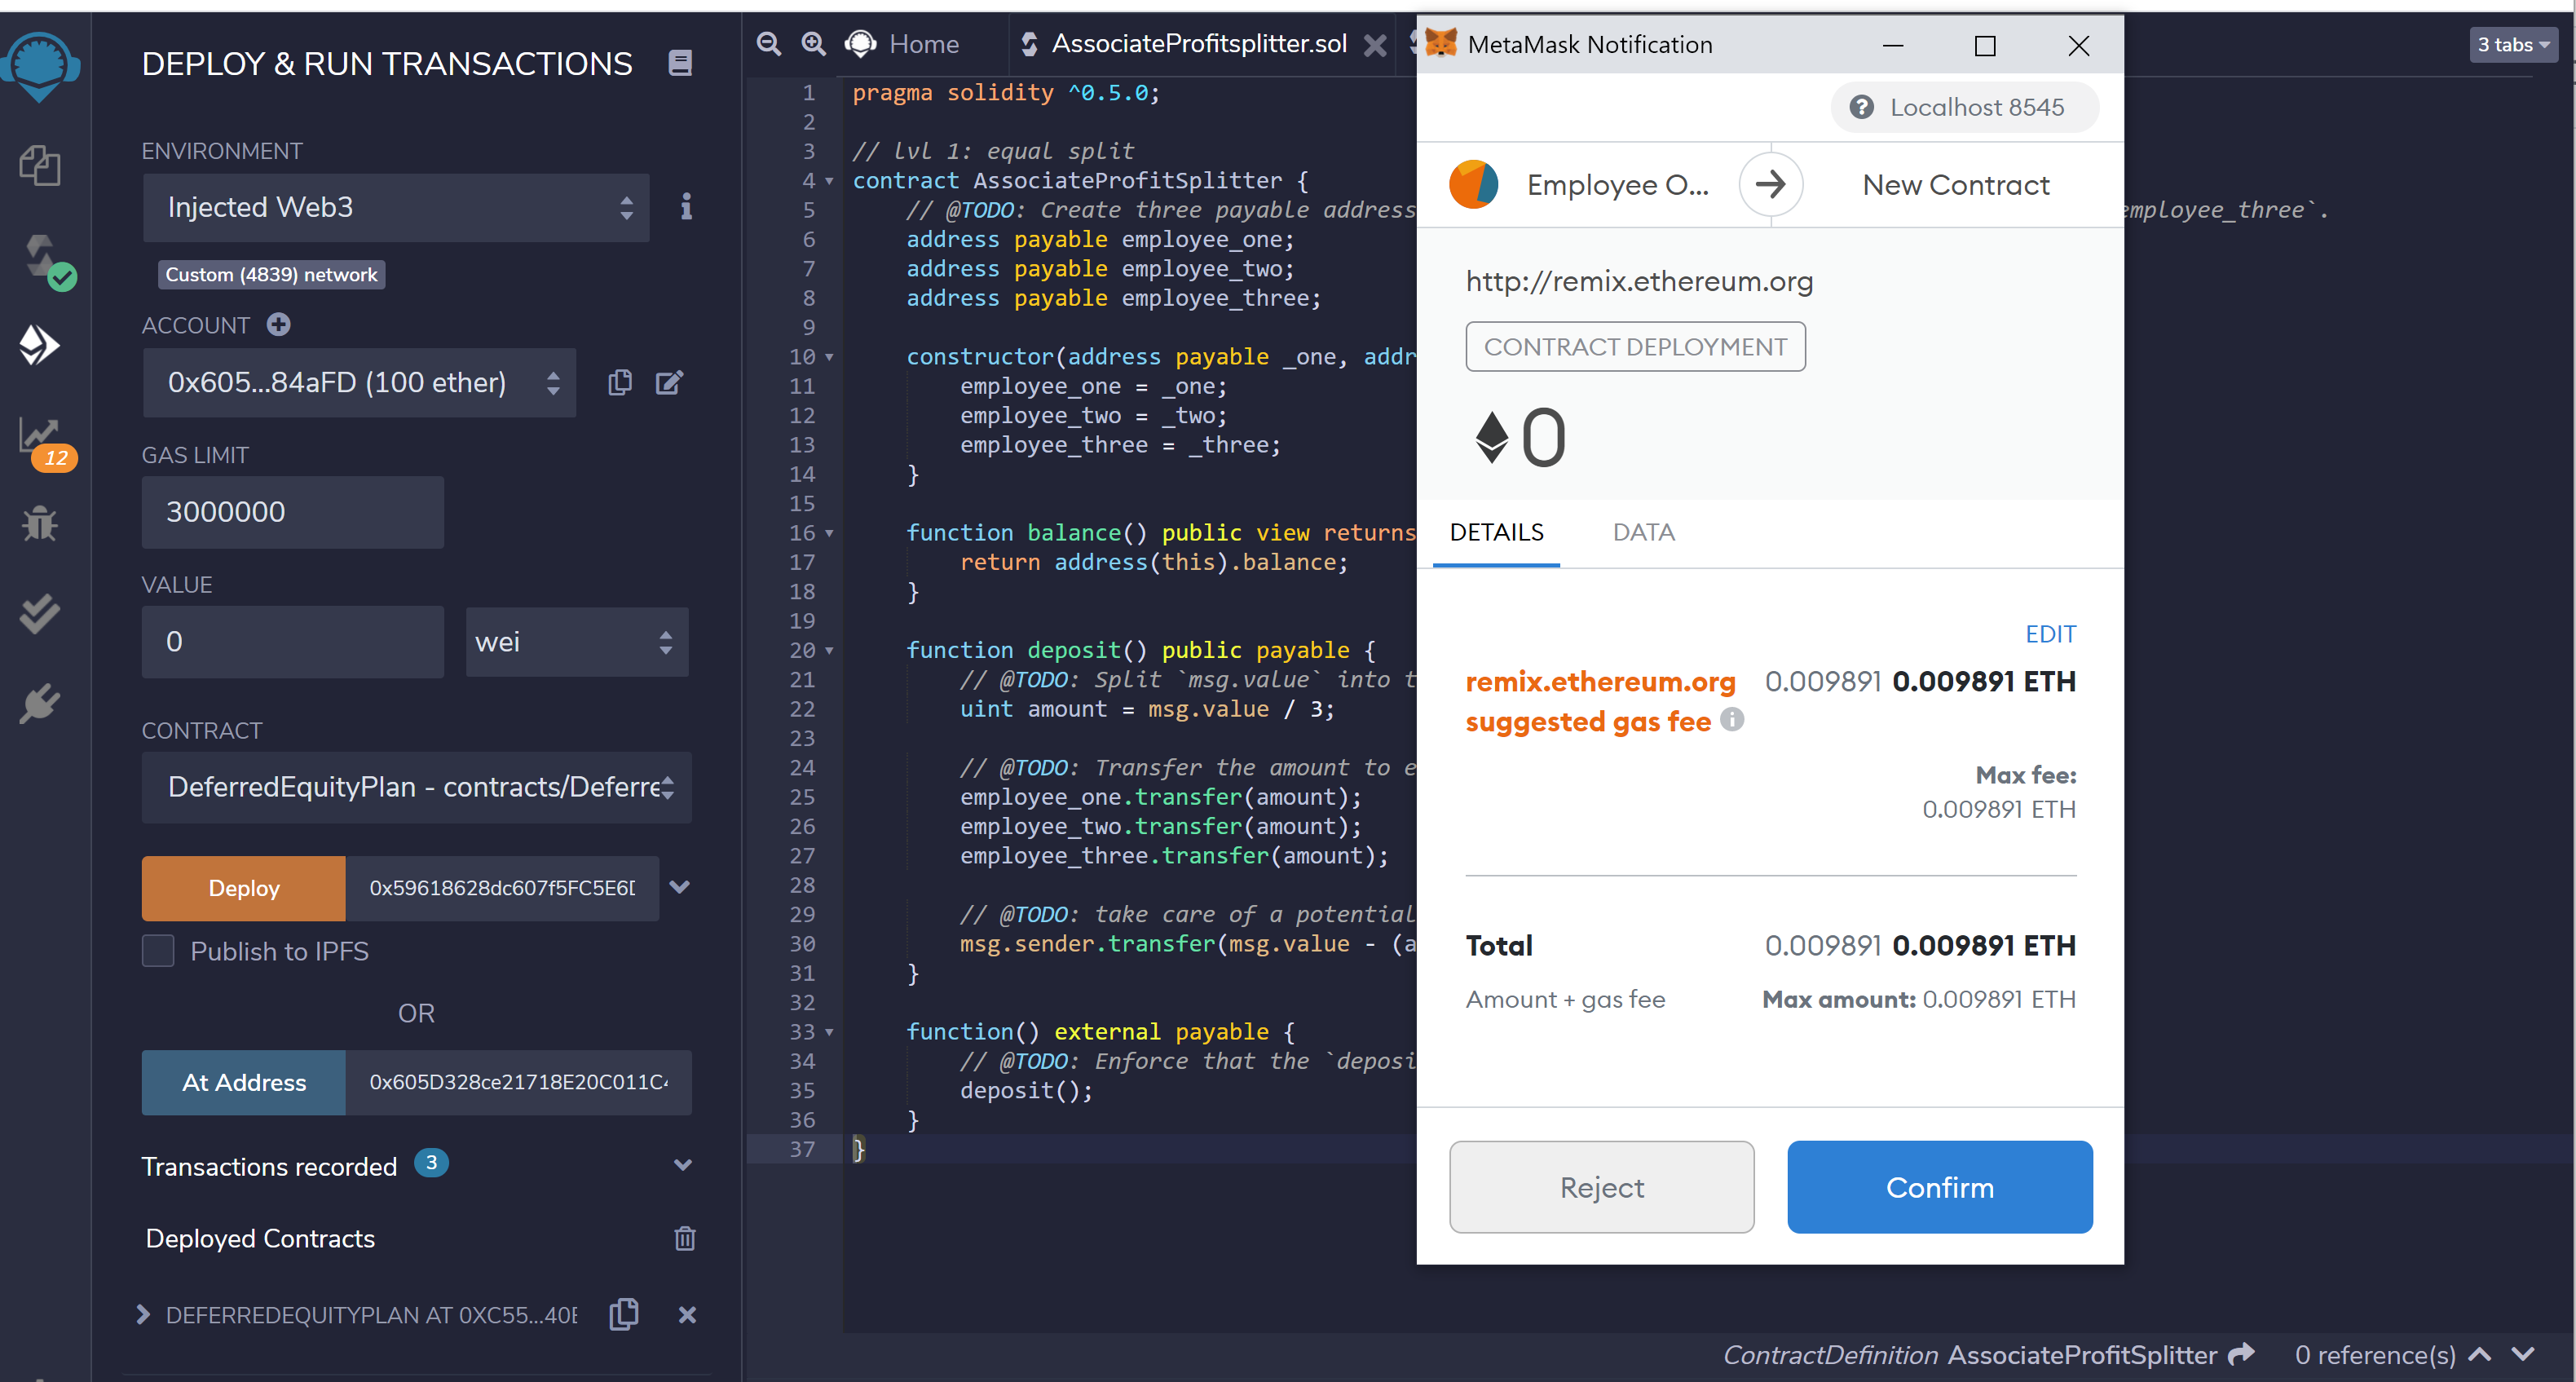 DEPLOY & RUN TRANSACTIONS
ENVIRONMENT
Injected Web3
Custom (4839) network
ACCOUNT
0x605...84aFD (100 ether)
GAS LIMIT
3000000
VALUE
0
wei
CONTRACT
DeferredEquityPlan - contracts/Deferre
Deploy
0x59618628dc607f5FC5E6
Publish to IPFS
OR
At Address
0x605D328ce21718E20C011C
Transactions recorded 3
Deployed Contracts
DEFERREDEQUITYPLAN AT 0XC55...40
12
Home
AssociateProfitsplitter.sol
3 tabs
1 pragma solidity ^0.5.0;
2
3 // lvl 1: equal split
4 contract AssociateProfitSplitter {
5 // @TODO: Create three payable address employee_three`.
6 address payable employee_one;
7 address payable employee_two;
8 address payable employee_three;
9
10 constructor(address payable _one, addr
11 employee_one = _one;
12 employee_two = _two;
13 employee_three = _three;
14 }
15
16 function balance() public view returns
17 return address(this).balance;
18 }
19
20 function deposit() public payable {
21 // @TODO: Split `msg.value` into t
22 uint amount = msg.value / 3;
23
24 // @TODO: Transfer the amount to e
25 employee_one.transfer(amount);
26 employee_two.transfer(amount);
27 employee_three.transfer(amount);
28
29 // @TODO: take care of a potential
30 msg.sender.transfer(msg.value - (a
31 }
32
33 function() external payable {
34 // @TODO: Enforce that the `deposi
35 deposit();
36 }
37 }
MetaMask Notification
Localhost 8545
Employee O...
New Contract
http://remix.ethereum.org
CONTRACT DEPLOYMENT
0
DETAILS
DATA
EDIT
remix.ethereum.org 0.009891 0.009891 ETH
suggested gas fee
Max fee:
0.009891 ETH
Total 0.009891 0.009891 ETH
Amount + gas fee Max amount: 0.009891 ETH
Reject
Confirm
ContractDefinition AssociateProfitSplitter 0 reference(s)